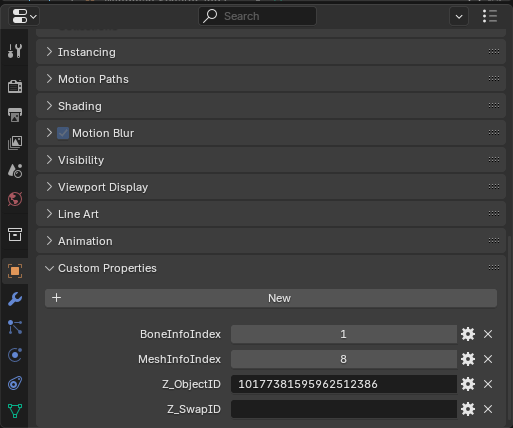 Search
Instancing
Motion Paths
Shading
Motion Blur
Visibility
Viewport Display
Line Art
Animation
Custom Properties
New
BoneInfoIndex 1
MeshInfoIndex 8
Z_ObjectID 10177381595962512386
Z_SwapID